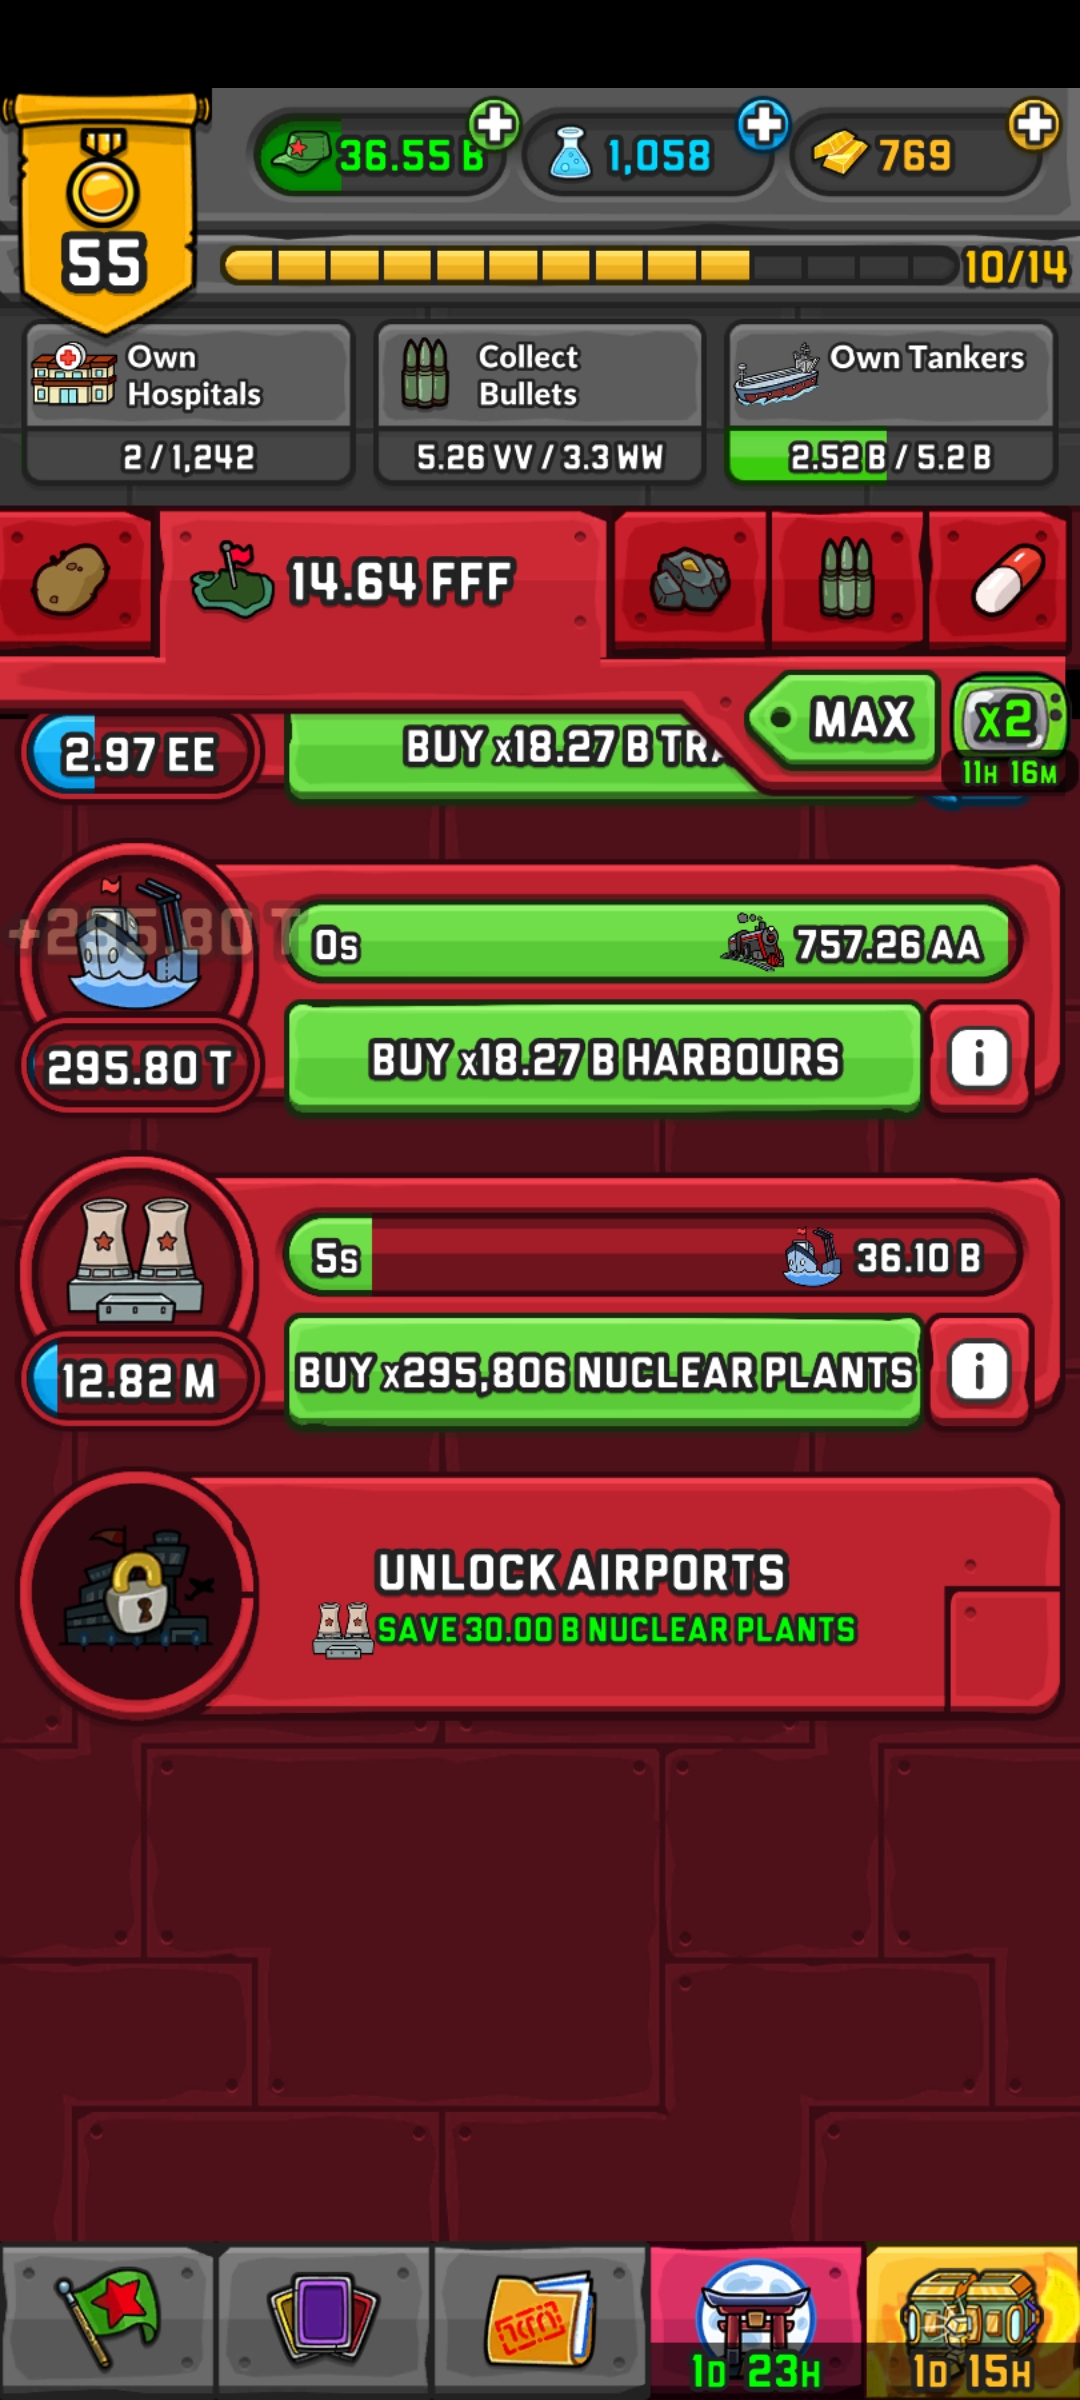 36.55 B
1,058
769
55
10/14
Own
Hospitals
2 / 1,242
Collect
Bullets
5.26 VV / 3.3 WW
Own Tankers
2.52 B / 5.2 B
14.64 FFF
MAX
x2
11H 16M
2.97 EE
BUY x18.27 B TRA
+295.80 T
0s
757.26 AA
295.80 T
BUY x18.27 B HARBOURS
i
5s
36.10 B
12.82 M
BUY x295,806 NUCLEAR PLANTS
i
UNLOCK AIRPORTS
SAVE 30.00 B NUCLEAR PLANTS
1D 23H
1D 15H